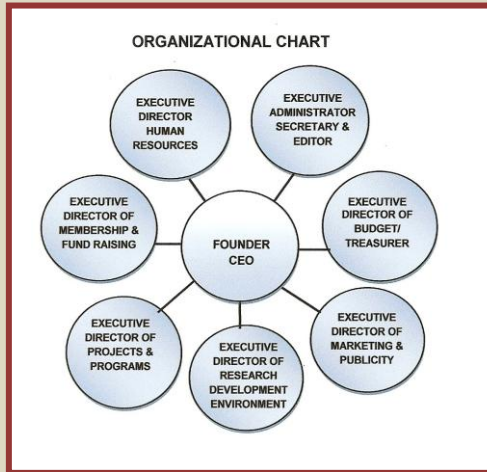 ORGANIZATIONAL CHART
EXECUTIVE
DIRECTOR
HUMAN
RESOURCES
EXECUTIVE
ADMINISTRATOR
SECRETARY &
EDITOR
EXECUTIVE
DIRECTOR OF
MEMBERSHIP &
FUND RAISING
FOUNDER
CEO
EXECUTIVE
DIRECTOR OF
BUDGET/
TREASURER
EXECUTIVE
DIRECTOR OF
PROJECTS &
PROGRAMS
EXECUTIVE
DIRECTOR OF
RESEARCH
DEVELOPMENT
ENVIRONMENT
EXECUTIVE
DIRECTOR OF
MARKETING &
PUBLICITY